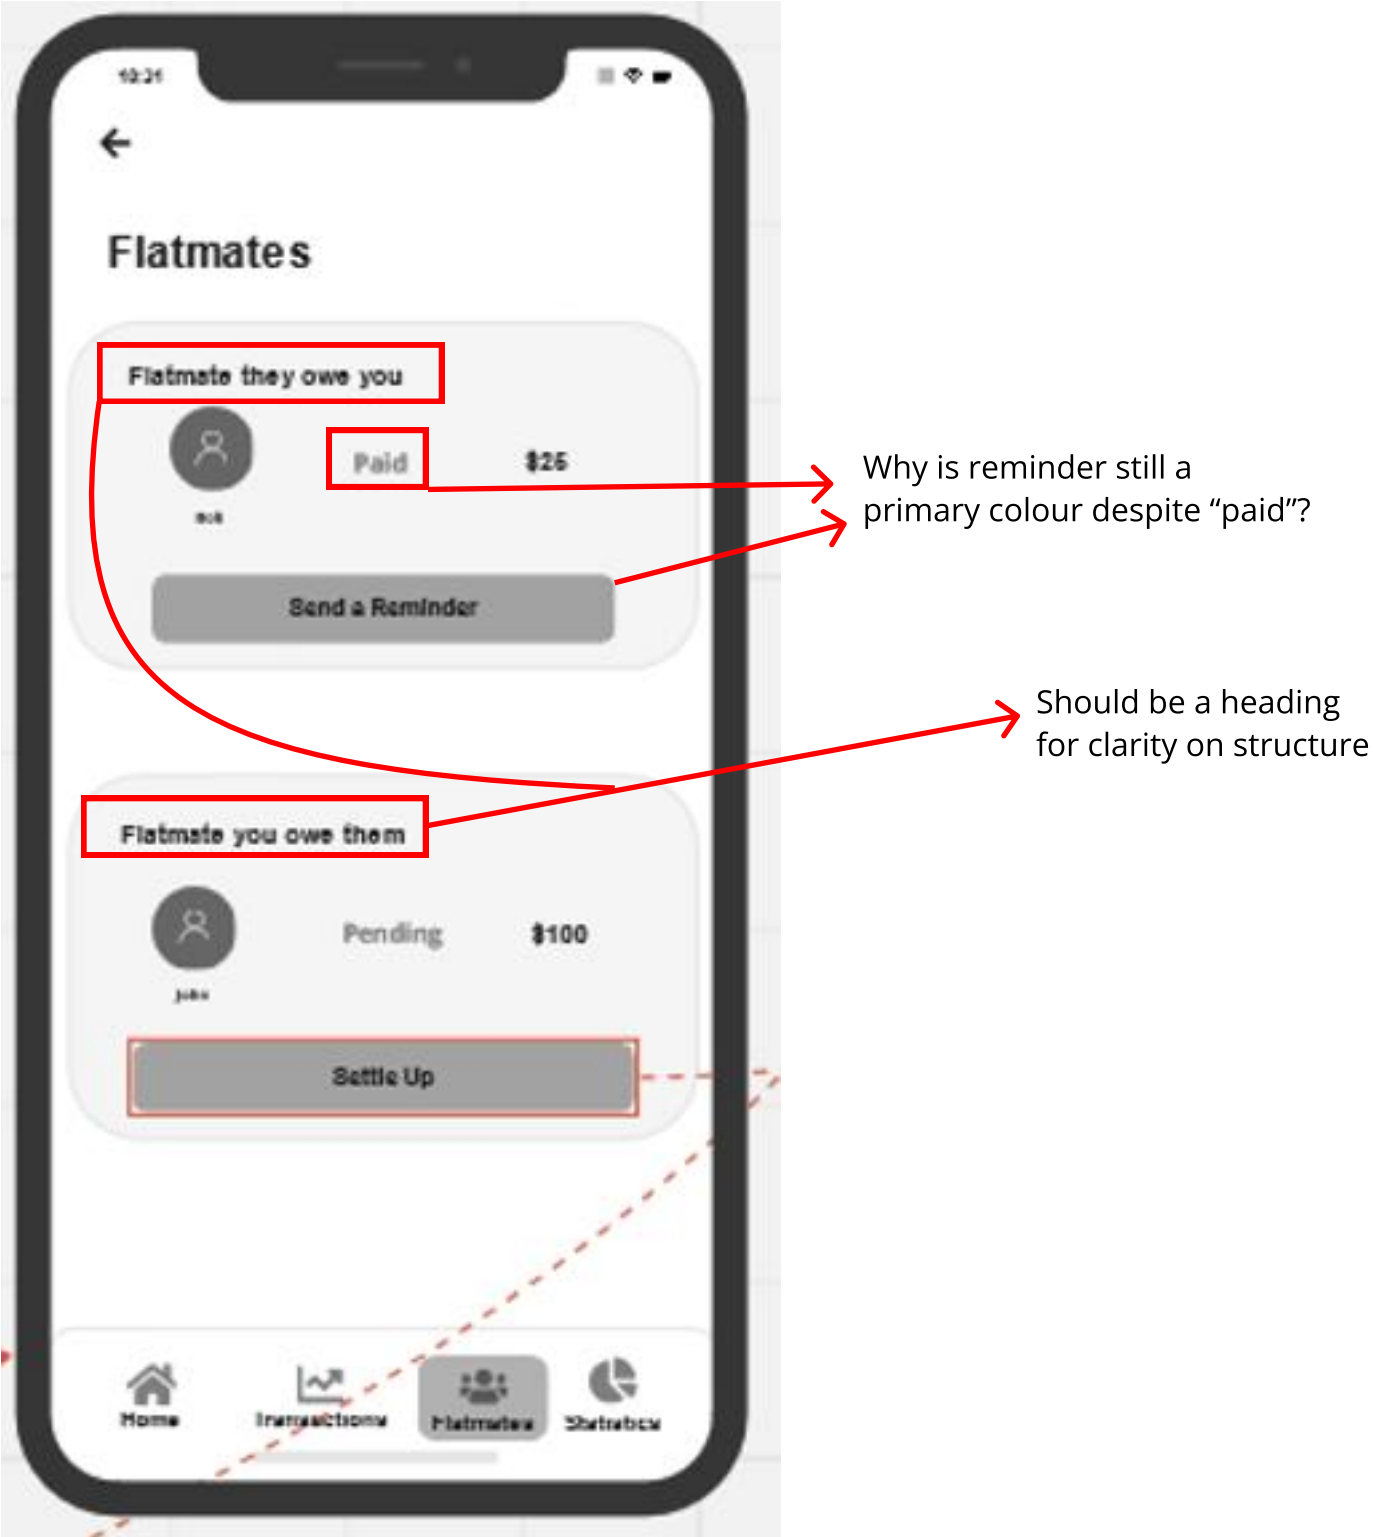 10:21
Flatmates
Flatmate they owe you
Paid
$25
Bob
Send a Reminder
Why is reminder still a
primary colour despite “paid”?
Should be a heading
for clarity on structure
Flatmate you owe them
Pending
$100
John
Settle Up
Home
Transactions
Flatmates
Statistics